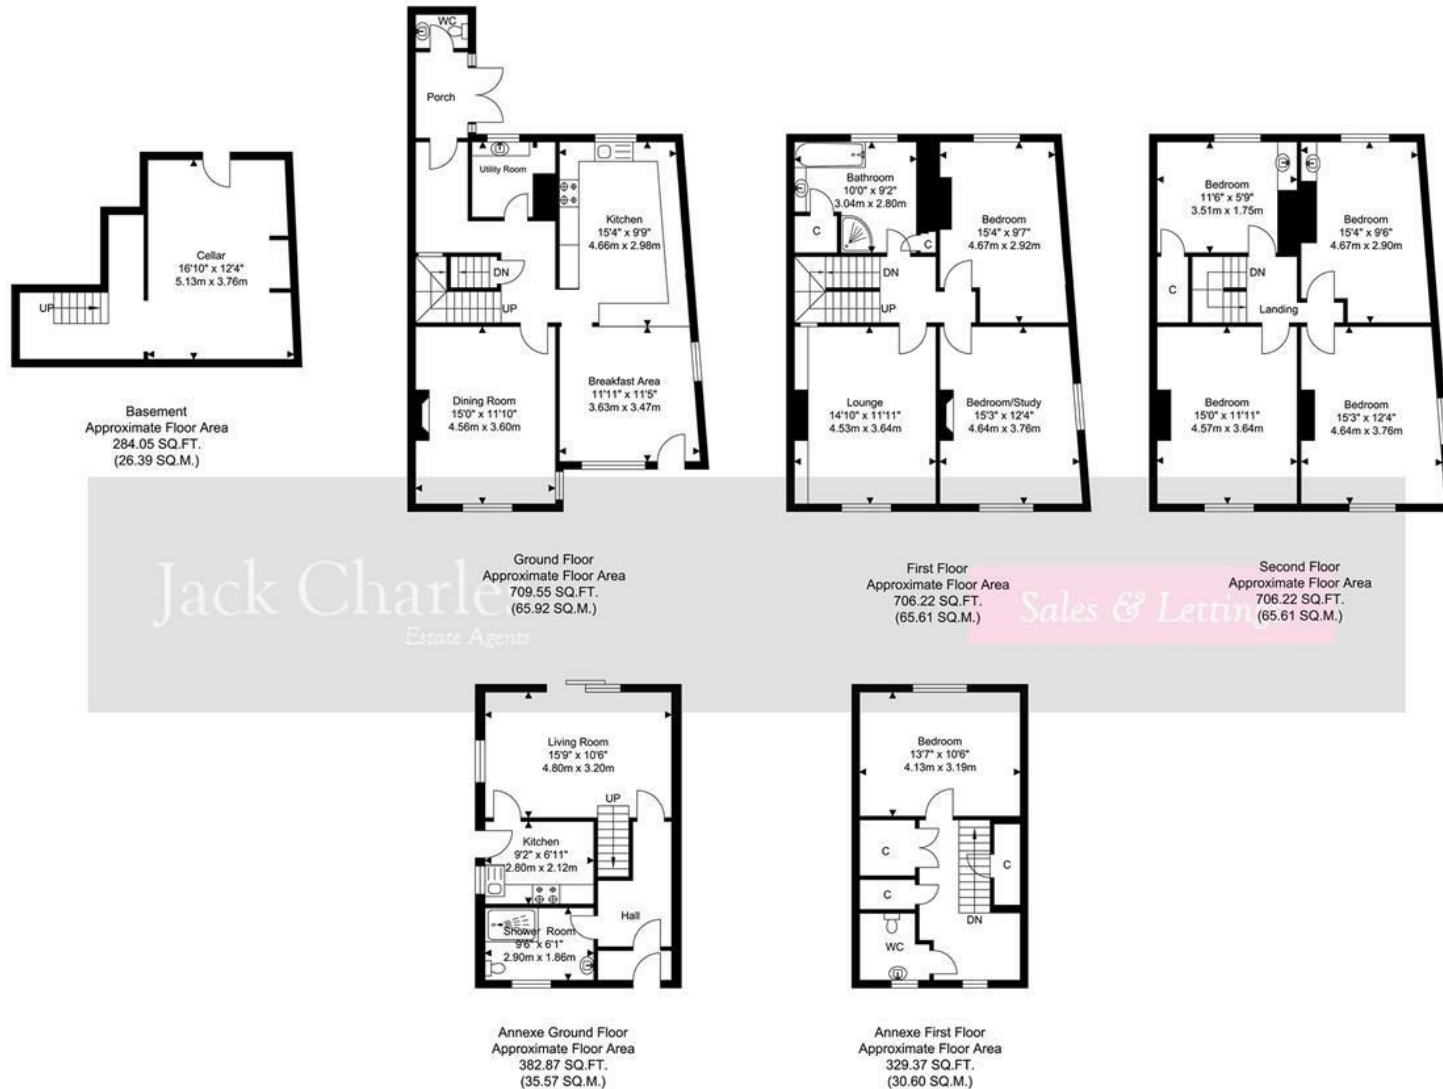 WC
Porch
Utility Room
Kitchen
15'4" x 9'9"
4.66m x 2.98m
DN
UP
Dining Room
15'0" x 11'10"
4.56m x 3.60m
Breakfast Area
11'11" x 11'5"
3.63m x 3.47m
Ground Floor
Approximate Floor Area
709.55 SQ.FT.
(65.92 SQ.M.)
Cellar
16'10" x 12'4"
5.13m x 3.76m
UP
Basement
Approximate Floor Area
284.05 SQ.FT.
(26.39 SQ.M.)
Bathroom
10'0" x 9'2"
3.04m x 2.80m
C
C
Bedroom
15'4" x 9'7"
4.67m x 2.92m
DN
UP
Lounge
14'10" x 11'11"
4.53m x 3.64m
Bedroom/Study
15'3" x 12'4"
4.64m x 3.76m
First Floor
Approximate Floor Area
706.22 SQ.FT.
(65.61 SQ.M.)
Bedroom
11'6" x 5'9"
3.51m x 1.75m
Bedroom
15'4" x 9'6"
4.67m x 2.90m
C
DN
Landing
Bedroom
15'0" x 11'11"
4.57m x 3.64m
Bedroom
15'3" x 12'4"
4.64m x 3.76m
Second Floor
Approximate Floor Area
706.22 SQ.FT.
(65.61 SQ.M.)
Jack Charles
Estate Agents
Sales & Lettings
Living Room
15'9" x 10'6"
4.80m x 3.20m
UP
Kitchen
9'2" x 6'11"
2.80m x 2.12m
Hall
Shower Room
9'6" x 6'1"
2.90m x 1.86m
Annexe Ground Floor
Approximate Floor Area
382.87 SQ.FT.
(35.57 SQ.M.)
Bedroom
13'7" x 10'6"
4.13m x 3.19m
C
C
C
DN
WC
Annexe First Floor
Approximate Floor Area
329.37 SQ.FT.
(30.60 SQ.M.)